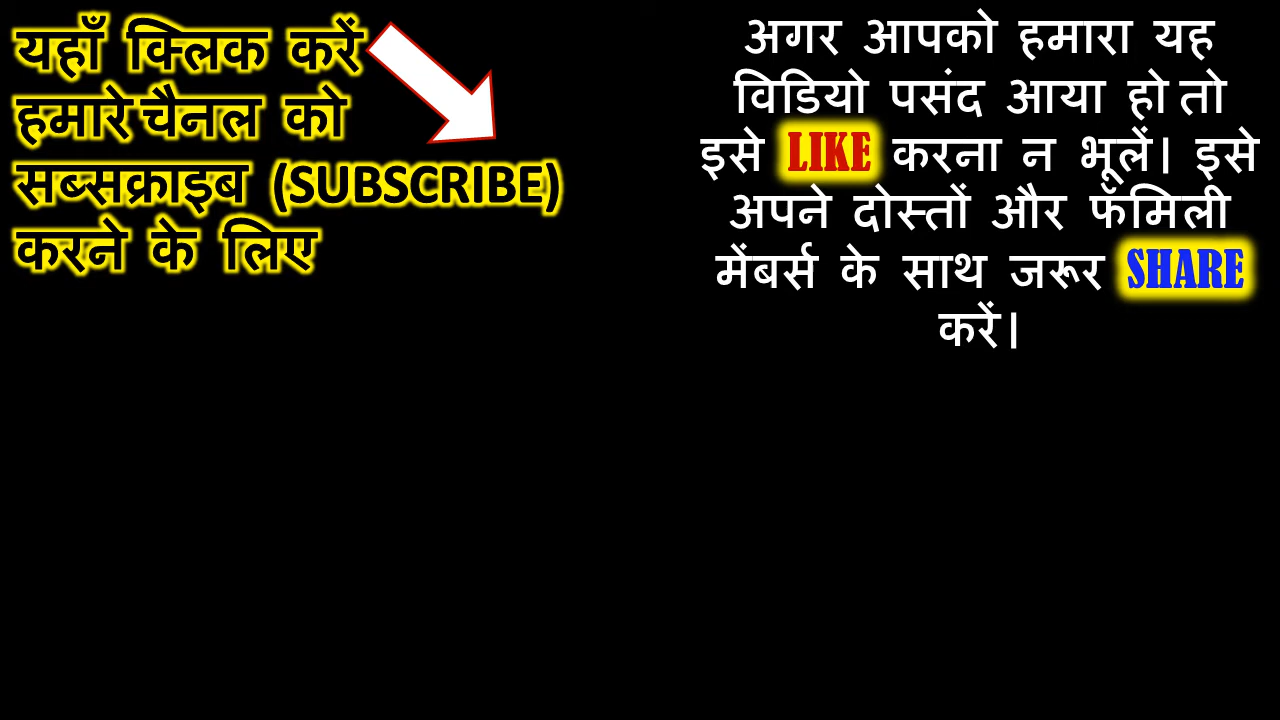 यहाँ क्लिक करें
हमारे चैनल को
सब्सक्राइब (SUBSCRIBE)
करने के लिए
अगर आपको हमारा यह
विडियो पसंद आया हो तो
इसे LIKE करना न भूलें। इसे
अपने दोस्तों और फॅमिली
मेंबर्स के साथ जरूर SHARE
करें।